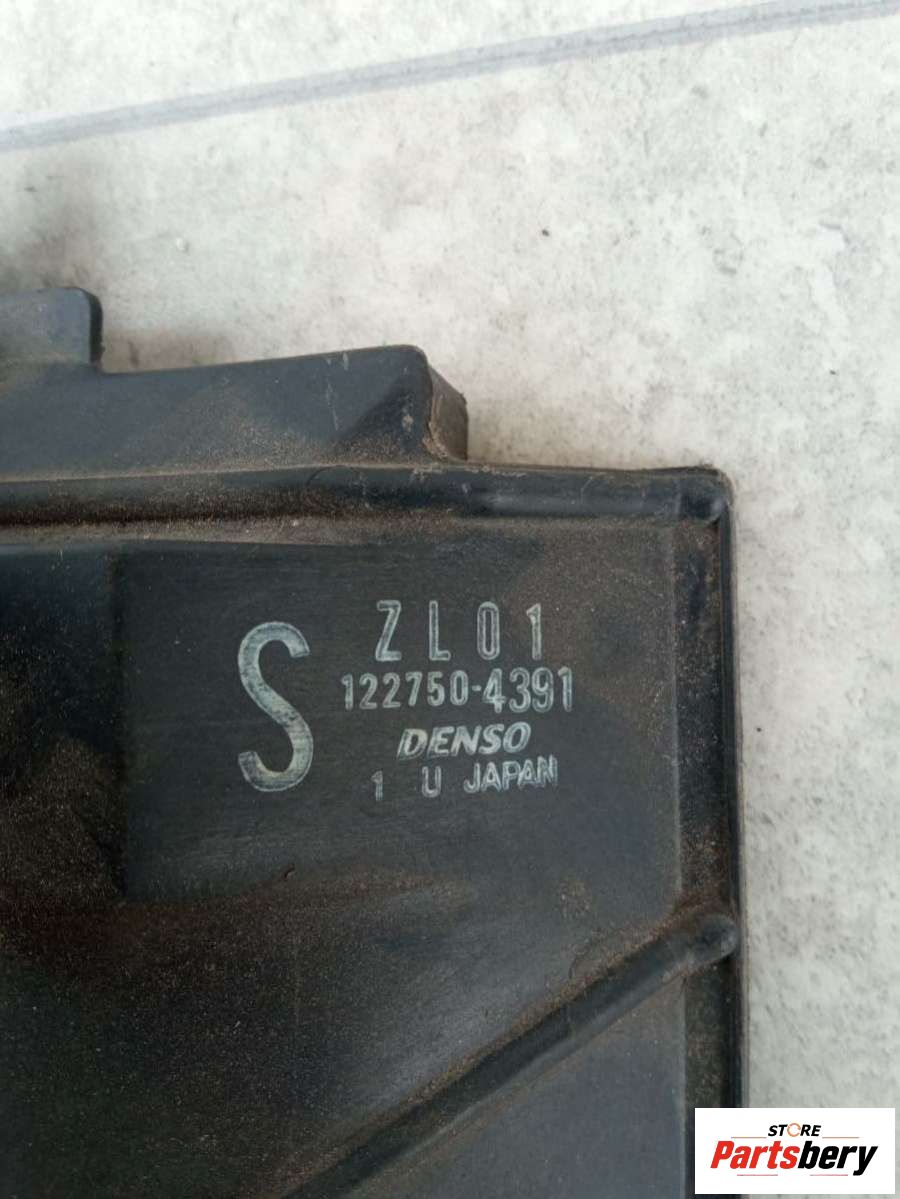 S
ZL01
122750-4391
DENSO
1 U JAPAN
STORE
Partsbery